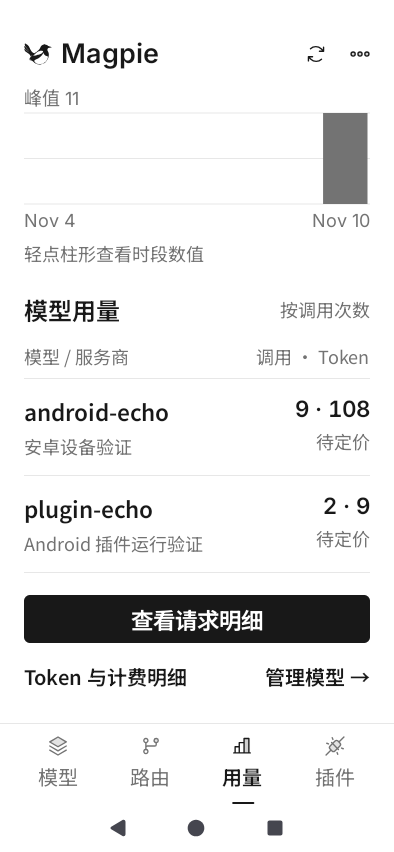 Magpie
峰值 11
Nov 4
Nov 10
轻点柱形查看时段数值
模型用量
按调用次数
模型 / 服务商
调用 · Token
android-echo
9 · 108
安卓设备验证
待定价
plugin-echo
2 · 9
Android 插件运行验证
待定价
查看请求明细
Token 与计费明细
管理模型 →
模型
路由
用量
插件